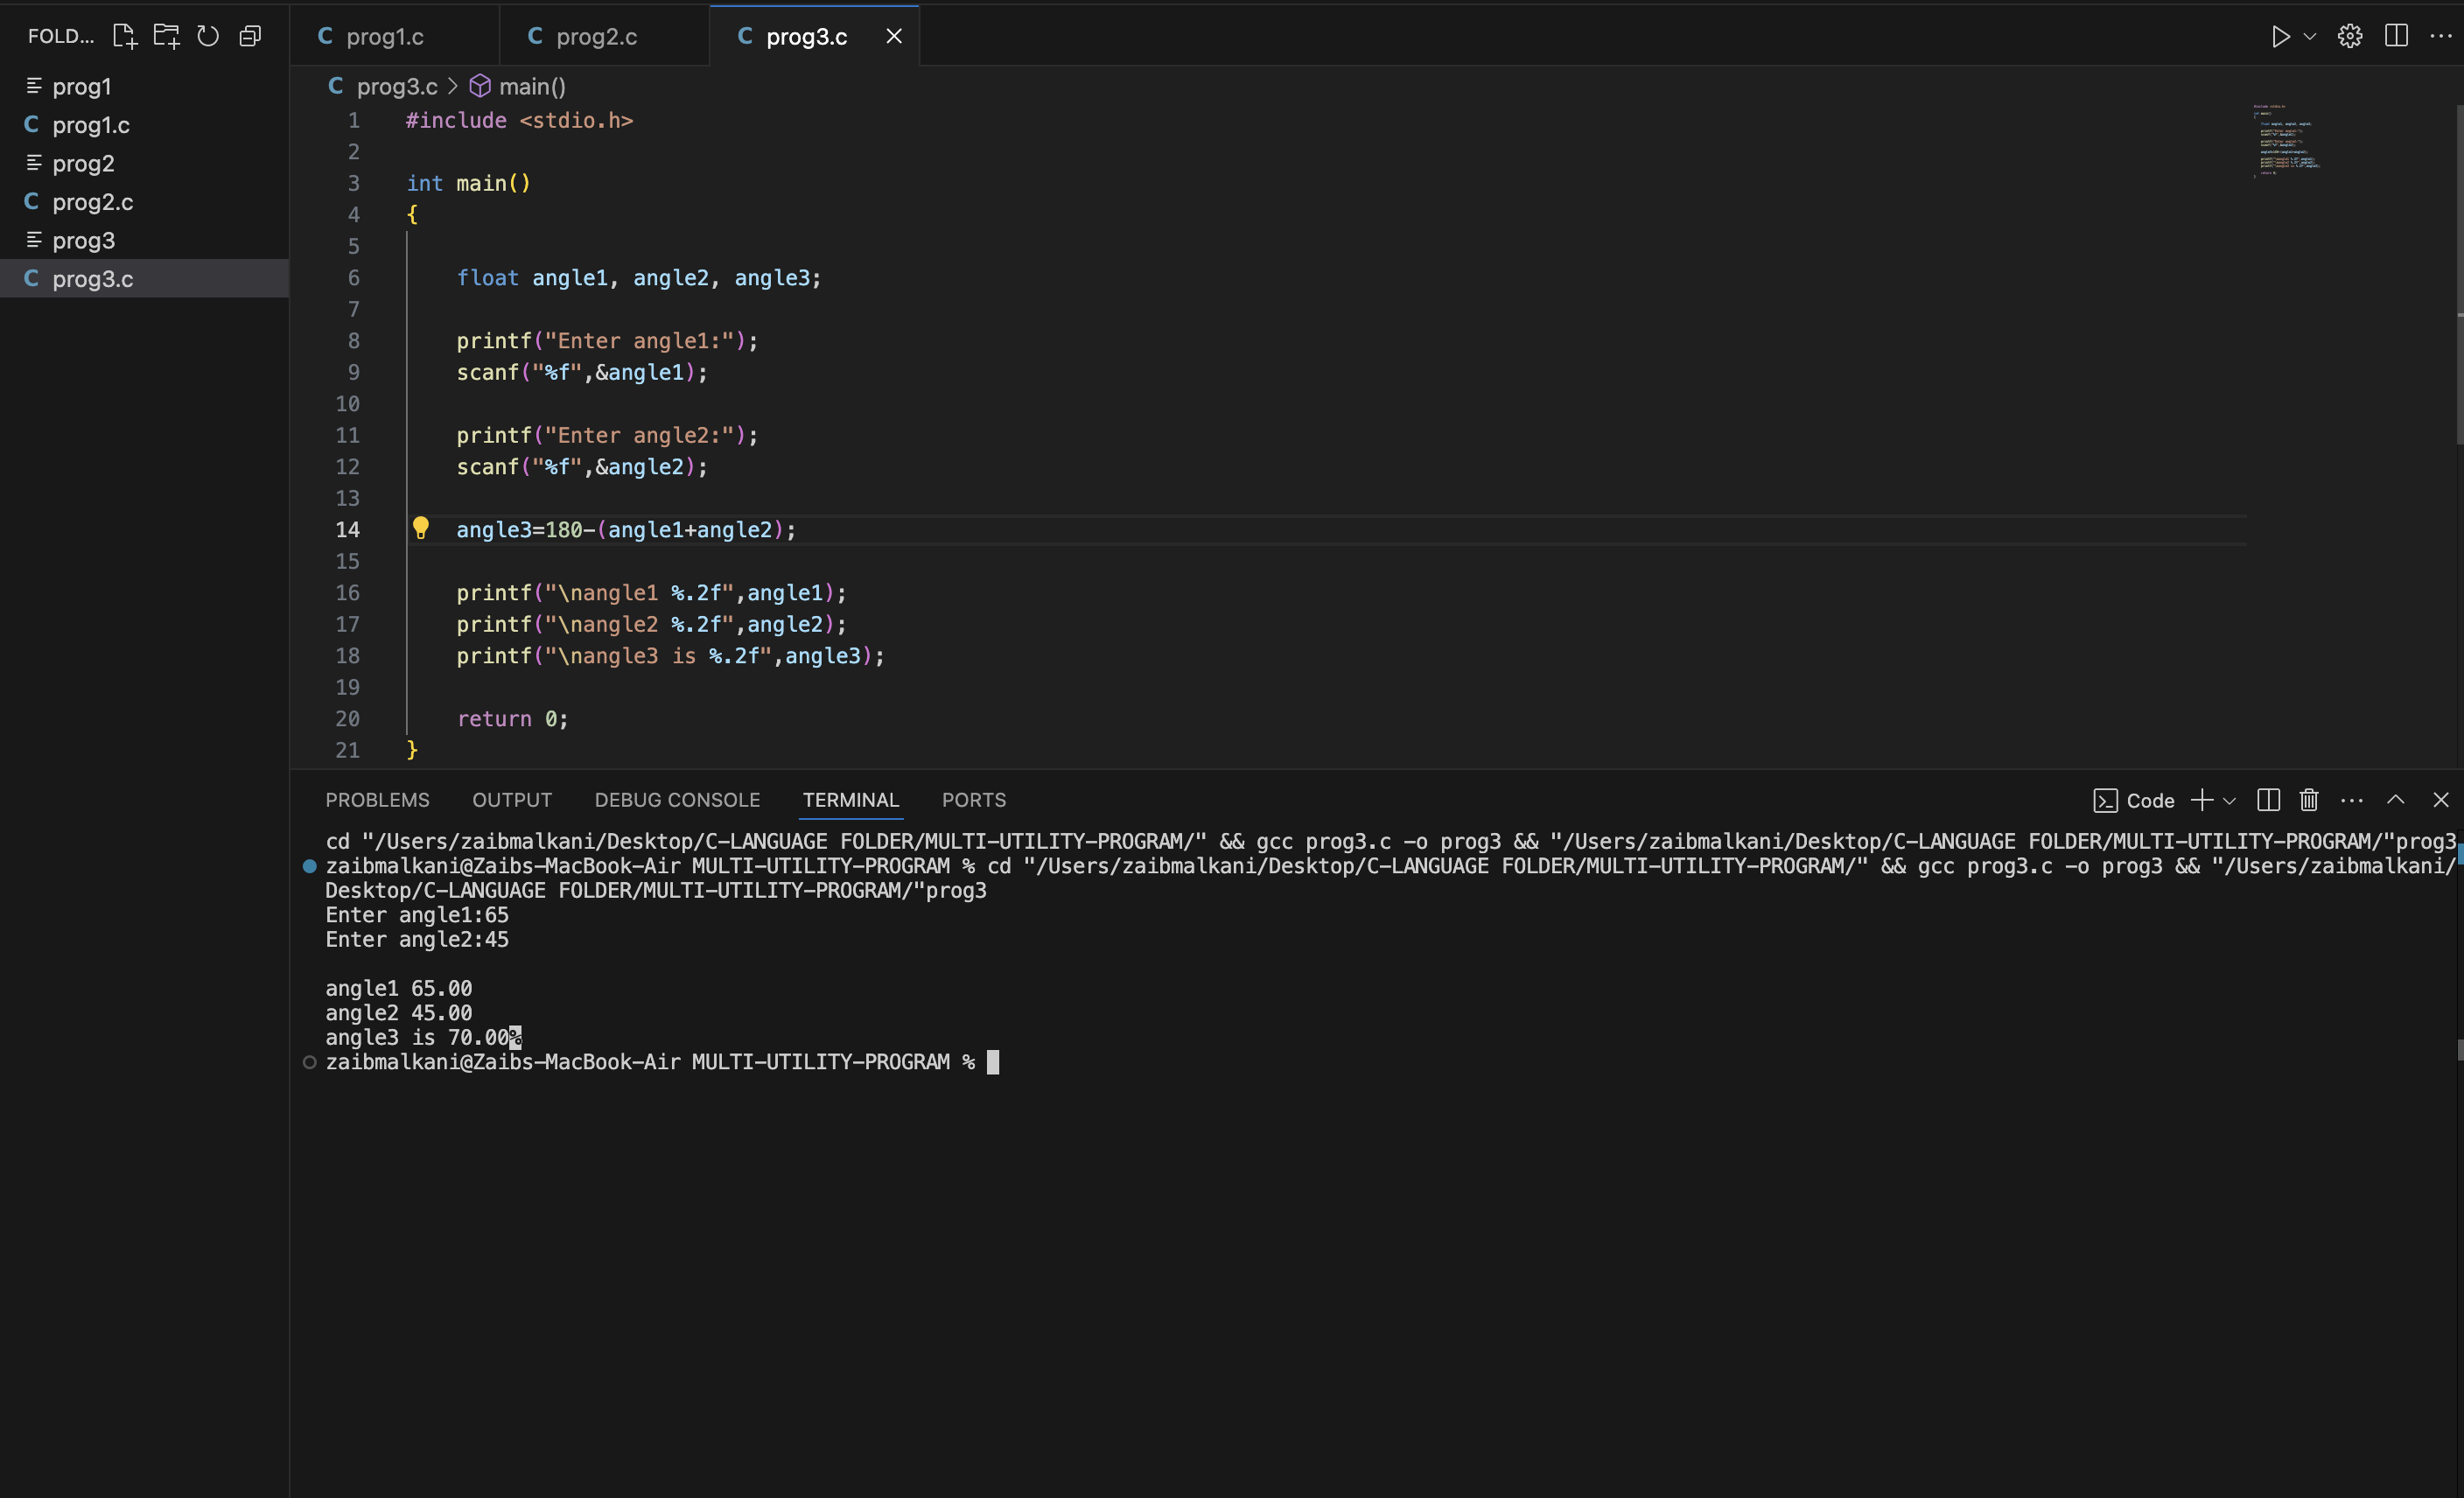 FOLD...
prog1
C prog1.c
prog2
C prog2.c
prog3
C prog3.c
C prog1.c
C prog2.c
C prog3.c
C prog3.c > main()
1 #include <stdio.h>
2
3 int main()
4 {
5
6 float angle1, angle2, angle3;
7
8 printf("Enter angle1:");
9 scanf("%f",&angle1);
10
11 printf("Enter angle2:");
12 scanf("%f",&angle2);
13
14 angle3=180-(angle1+angle2);
15
16 printf("\nangle1 %.2f",angle1);
17 printf("\nangle2 %.2f",angle2);
18 printf("\nangle3 is %.2f",angle3);
19
20 return 0;
21 }
PROBLEMS OUTPUT DEBUG CONSOLE TERMINAL PORTS
Code
cd "/Users/zaibmalkani/Desktop/C-LANGUAGE FOLDER/MULTI-UTILITY-PROGRAM/" && gcc prog3.c -o prog3 && "/Users/zaibmalkani/Desktop/C-LANGUAGE FOLDER/MULTI-UTILITY-PROGRAM/"prog3
zaibmalkani@Zaibs-MacBook-Air MULTI-UTILITY-PROGRAM % cd "/Users/zaibmalkani/Desktop/C-LANGUAGE FOLDER/MULTI-UTILITY-PROGRAM/" && gcc prog3.c -o prog3 && "/Users/zaibmalkani/
Desktop/C-LANGUAGE FOLDER/MULTI-UTILITY-PROGRAM/"prog3
Enter angle1:65
Enter angle2:45

angle1 65.00
angle2 45.00
angle3 is 70.00%
zaibmalkani@Zaibs-MacBook-Air MULTI-UTILITY-PROGRAM %